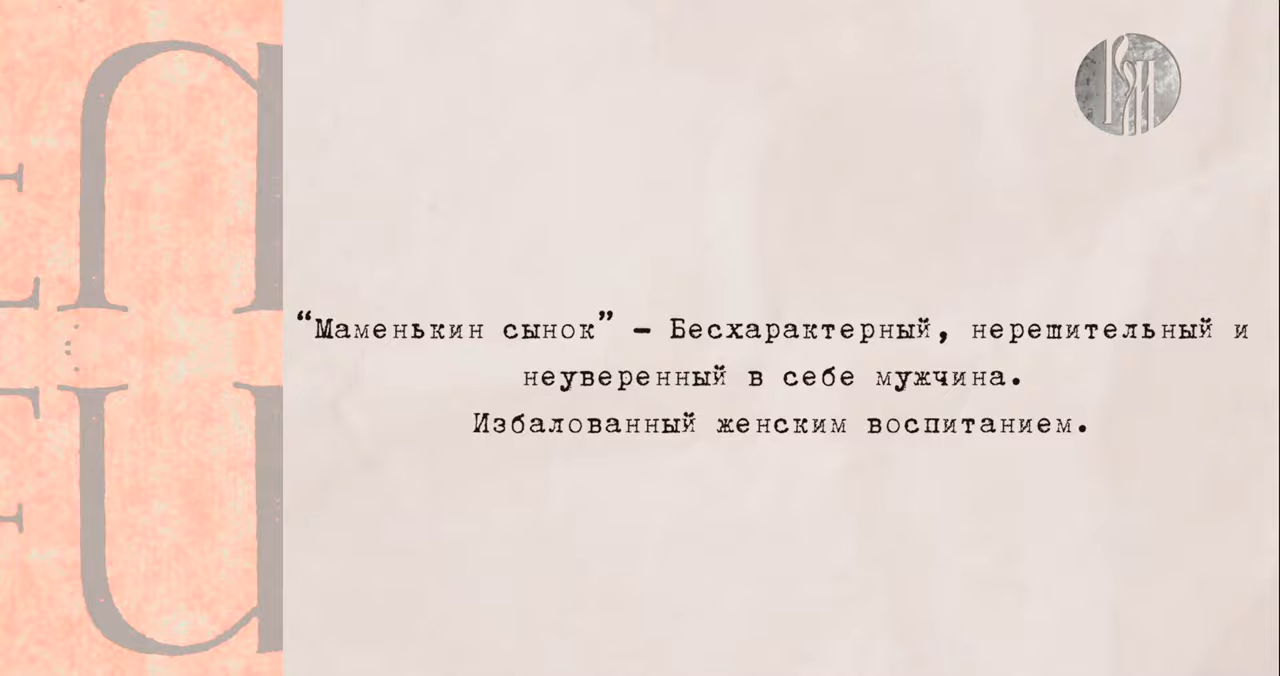 “Маменькин сынок” – Бесхарактерный, нерешительный и
неуверенный в себе мужчина.
Избалованный женским воспитанием.